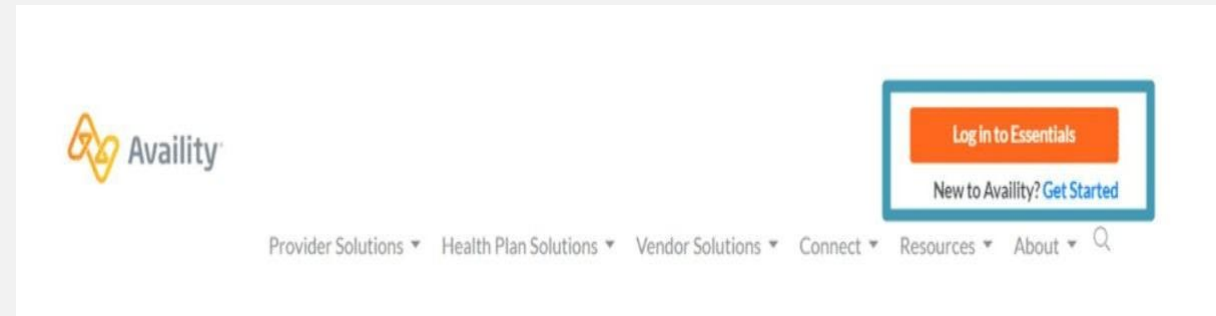 Availity
Log in to Essentials
New to Availity? Get Started
Provider Solutions Health Plan Solutions Vendor Solutions Connect Resources About